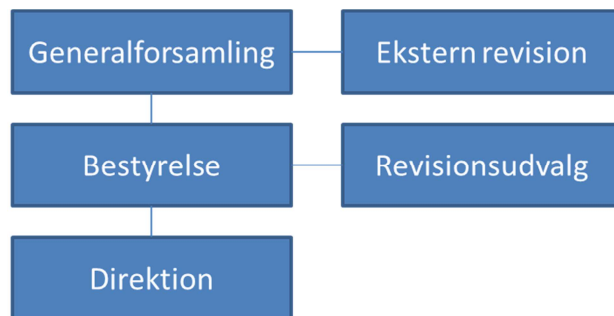 Generalforsamling
Ekstern revision
Bestyrelse
Revisionsudvalg
Direktion